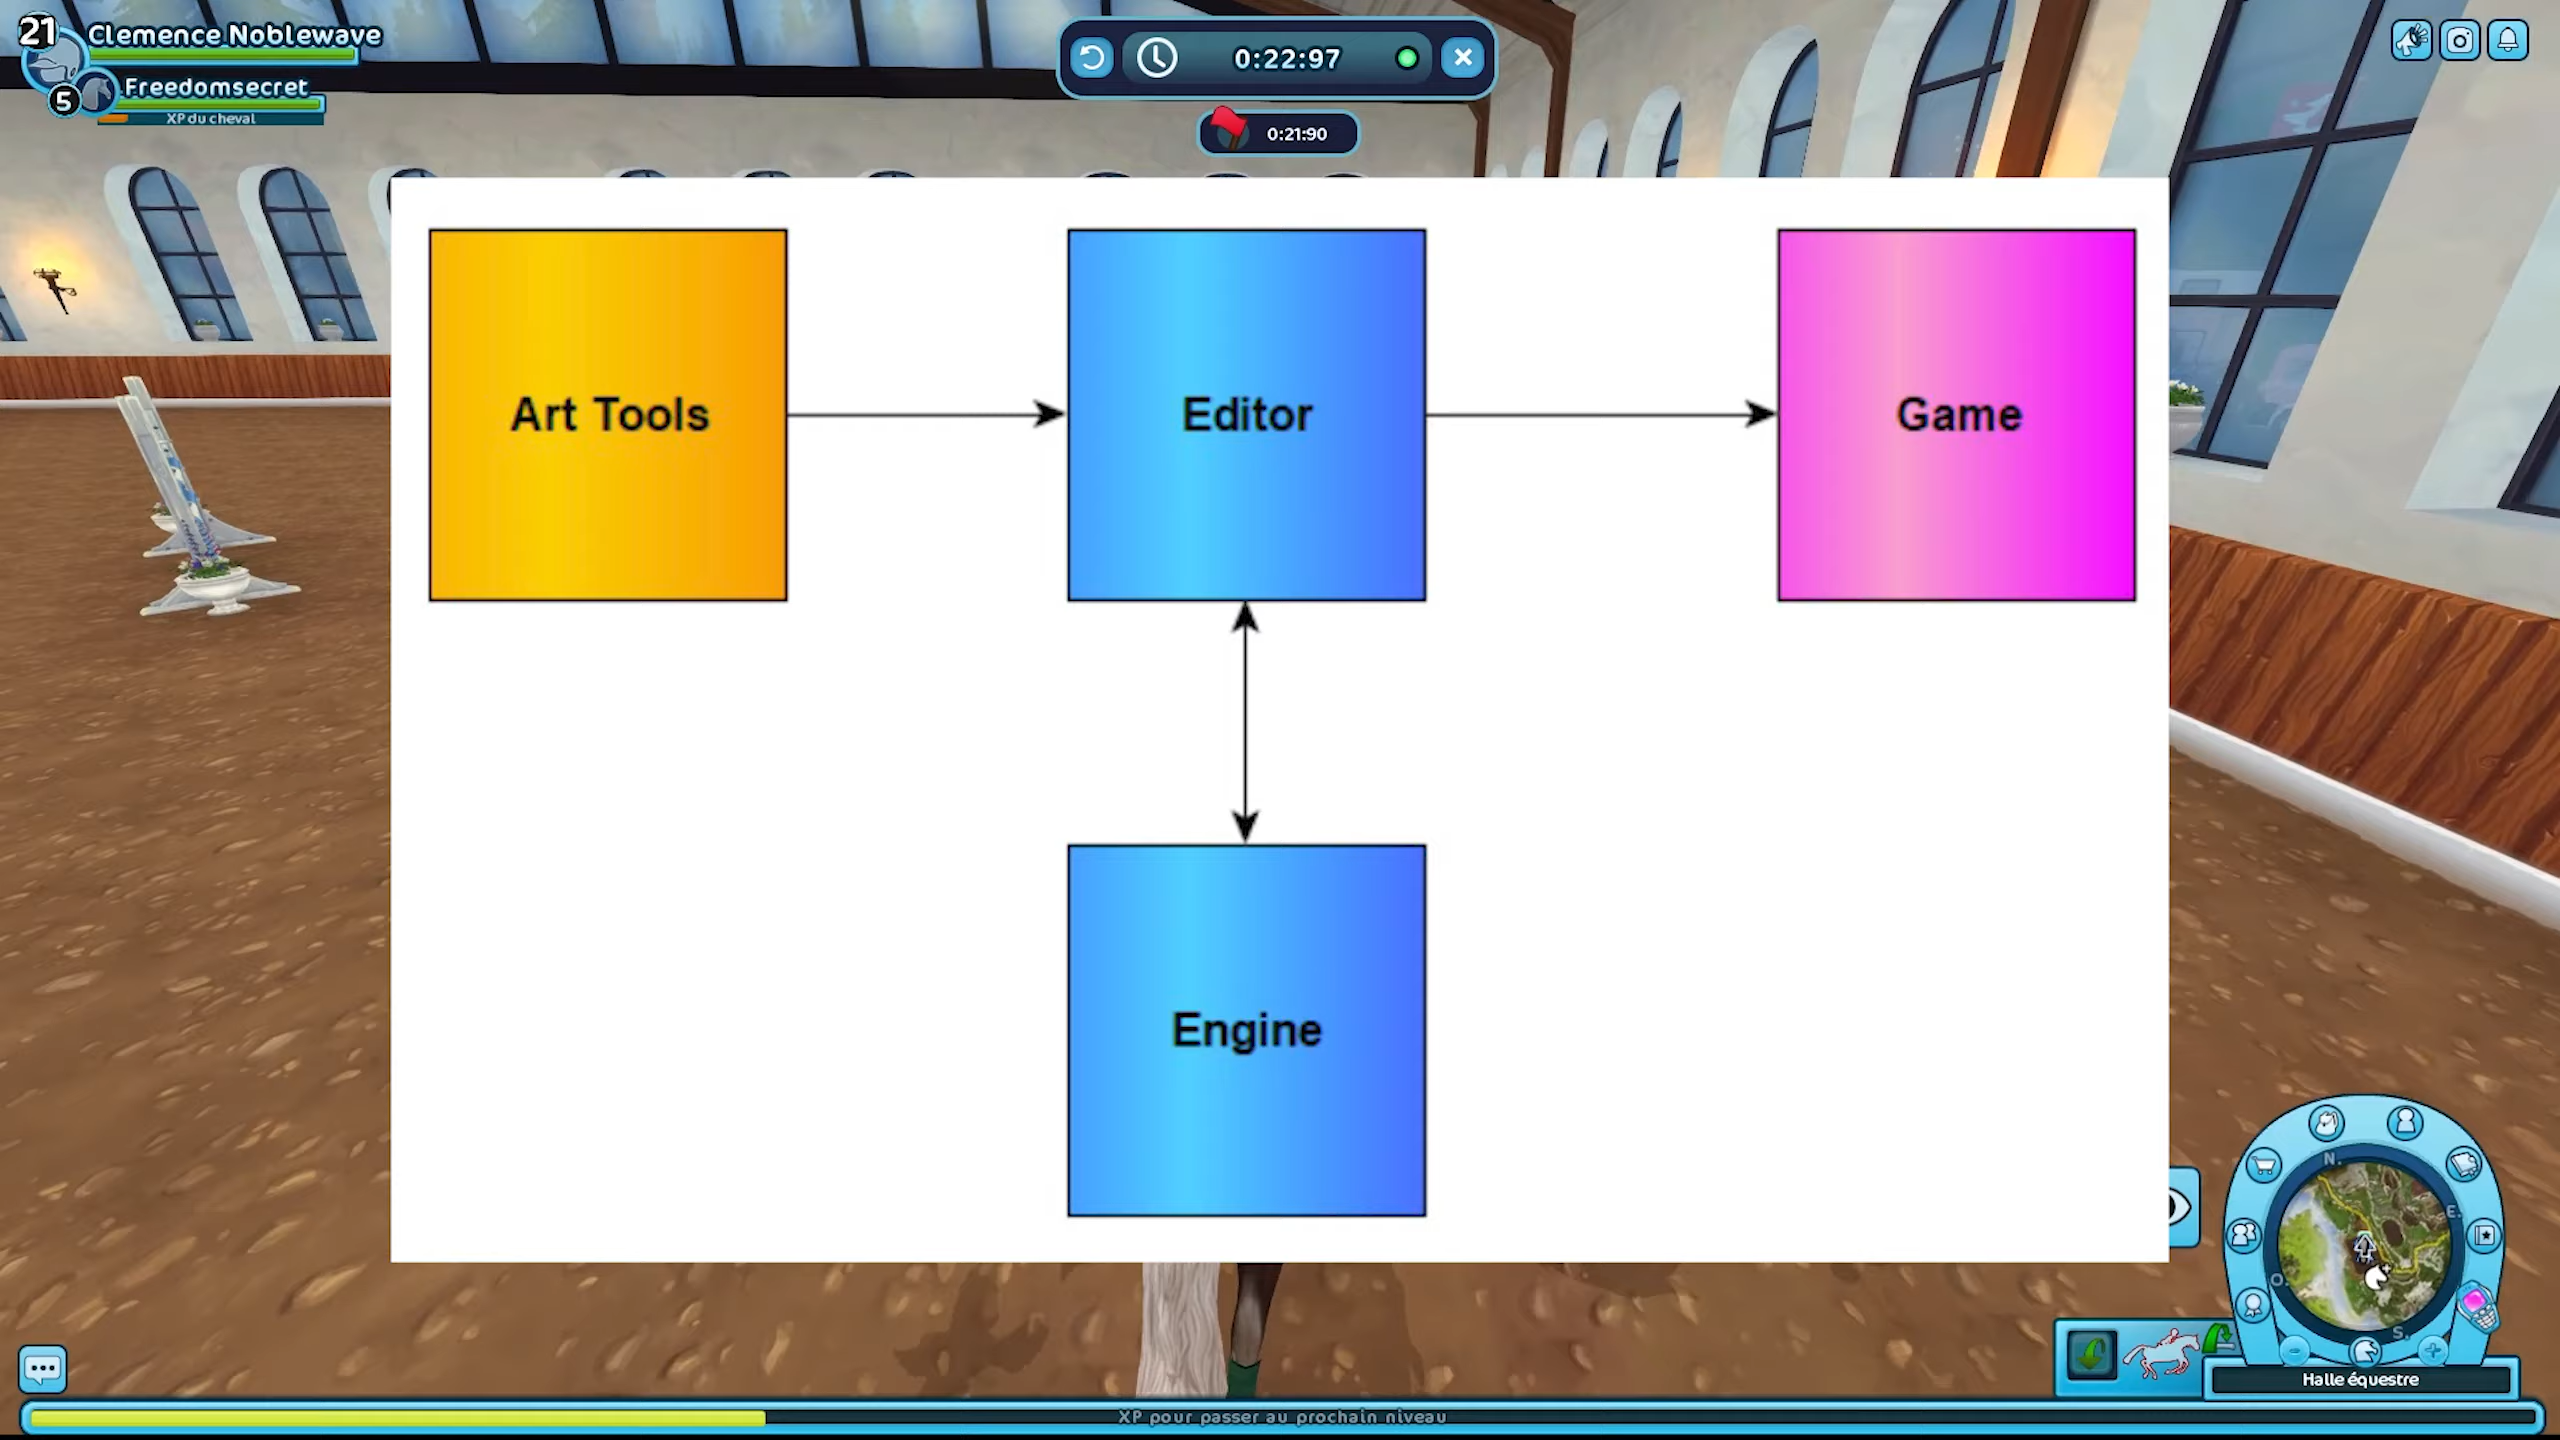 21
Clemence Noblewave
Freedomsecret
5
XP du cheval
0:22:97
0:21:90
Art Tools
Editor
Game
Engine
N.
E.
O.
S.
Halle équestre
XP pour passer au prochain niveau